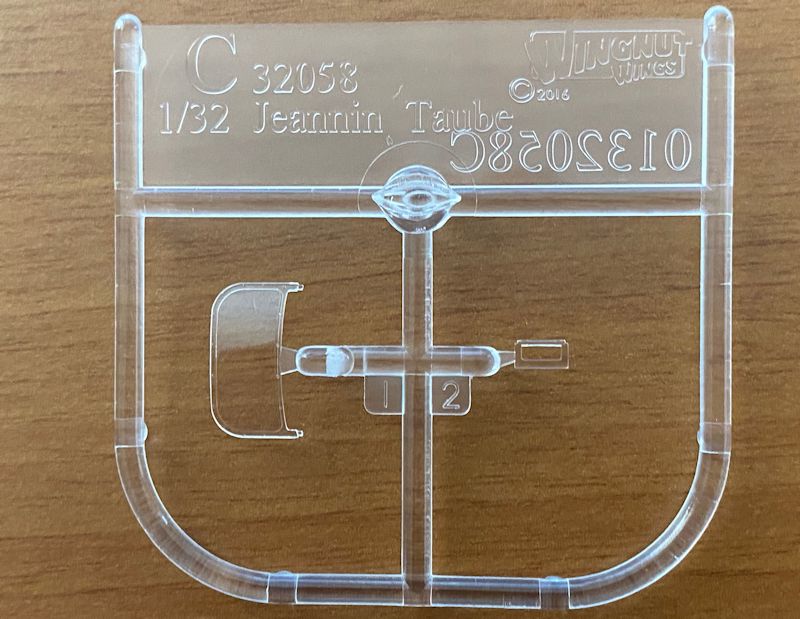 C 32058
WINGNUT
WINGS
©2016
1/32 Jeannin Taube
0132058C
1 2